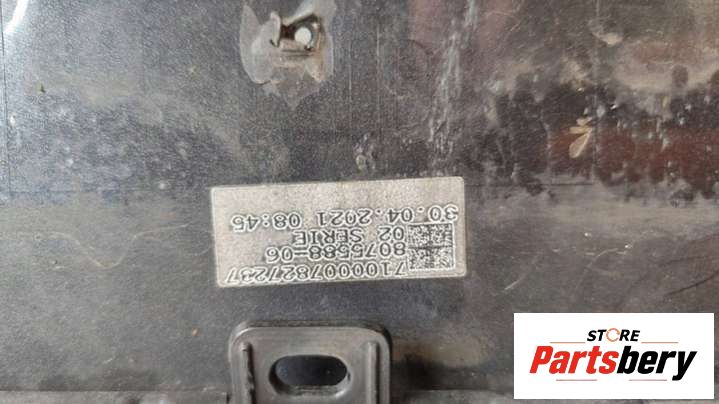 7100007827237
8075588-06
02 SERIE
30.04.2021 08:45
STORE
Partsbery